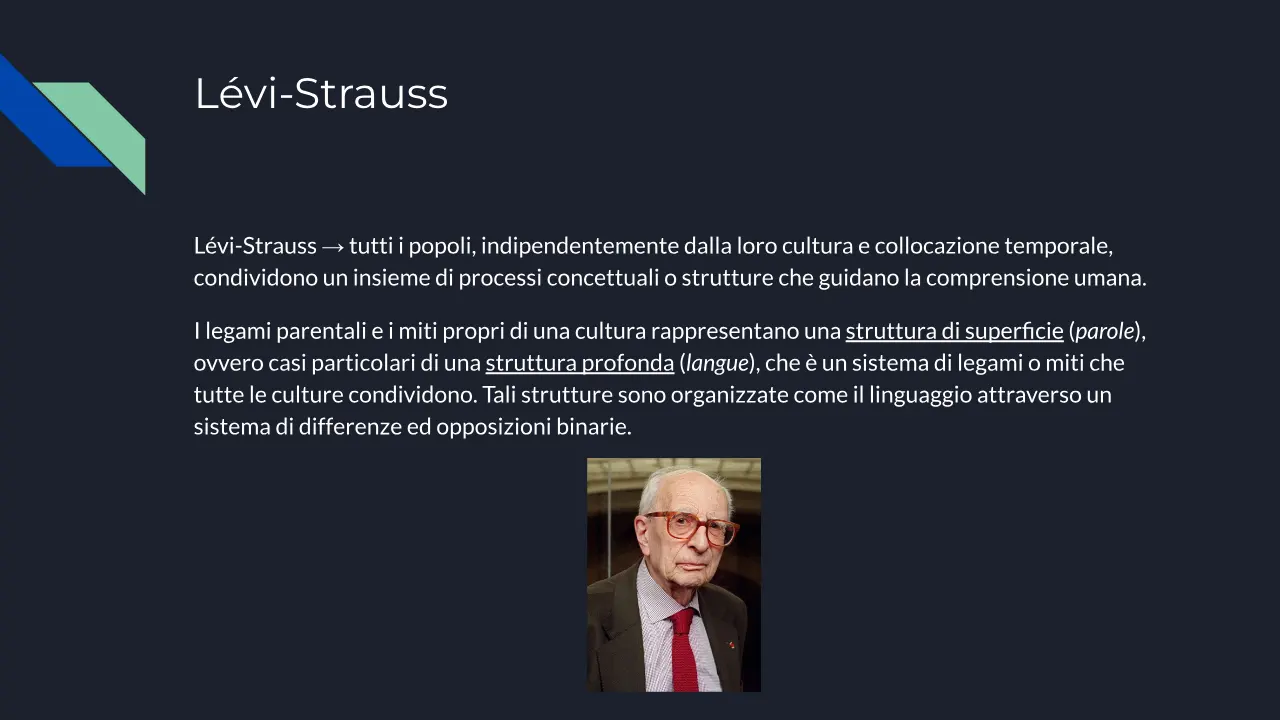 Lévi-Strauss
Lévi-Strauss → tutti i popoli, indipendentemente dalla loro cultura e collocazione temporale,
condividono un insieme di processi concettuali o strutture che guidano la comprensione umana.
I legami parentali e i miti propri di una cultura rappresentano una struttura di superficie (parole),
ovvero casi particolari di una struttura profonda (langue), che è un sistema di legami o miti che
tutte le culture condividono. Tali strutture sono organizzate come il linguaggio attraverso un
sistema di differenze ed opposizioni binarie.